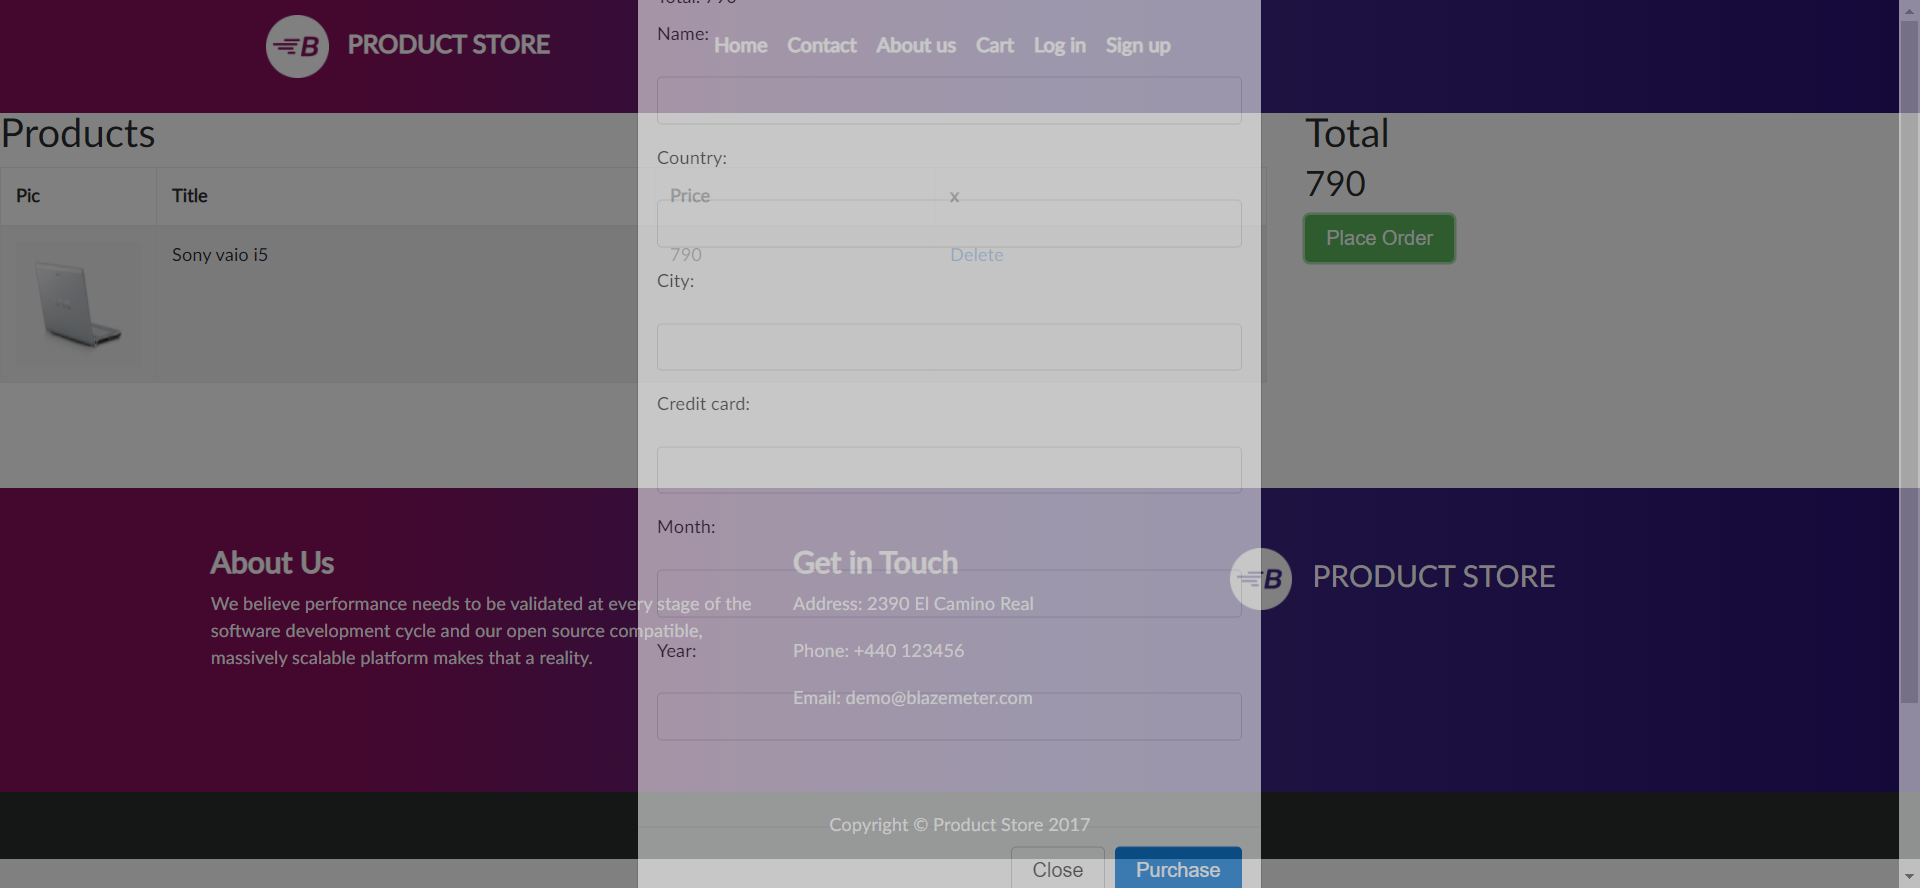 Total: 790
Name:
B PRODUCT STORE
Home Contact About us Cart Log in Sign up
Products
Total
790
Place Order
Country:
Pic Title Price x
Sony vaio i5 790 Delete
City:
Credit card:
Month:
About Us
We believe performance needs to be validated at every stage of the
software development cycle and our open source compatible,
massively scalable platform makes that a reality.
Get in Touch
Address: 2390 El Camino Real
Phone: +440 123456
Email: demo@blazemeter.com
B PRODUCT STORE
Year:
Copyright © Product Store 2017
Close Purchase